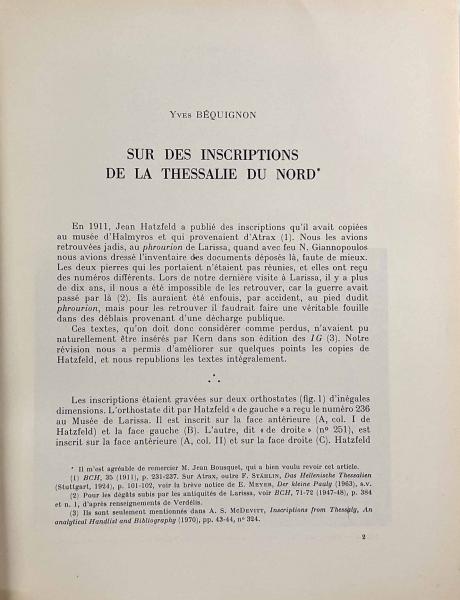 Yves BÉQUIGNON
SUR DES INSCRIPTIONS
DE LA THESSALIE DU NORD*
En 1911, Jean Hatzfeld a publié des inscriptions qu'il avait copiées
au musée d'Halmyros et qui provenaient d'Atrax (1). Nous les avions
retrouvées jadis, au phrourion de Larissa, quand avec feu N. Giannopoulos
nous avions dressé l'inventaire des documents déposés là, faute de mieux.
Les deux pierres qui les portaient n'étaient pas réunies, et elles ont reçu
des numéros différents. Lors de notre dernière visite à Larissa, il y a plus
de dix ans, il nous a été impossible de les retrouver, car la guerre avait
passé par là (2). Ils auraient été enfouis, par accident, au pied dudit
phrourion, mais pour les retrouver il faudrait faire une véritable fouille
dans des déblais provenant d'une décharge publique.
Ces textes, qu'on doit donc considérer comme perdus, n'avaient pu
naturellement être insérés par Kern dans son édition des IG (3). Notre
révision nous a permis d'améliorer sur quelques points les copies de
Hatzfeld, et nous republions les textes intégralement.
Les inscriptions étaient gravées sur deux orthostates (fig. 1) d'inégales
dimensions. L'orthostate dit par Hatzfeld « de gauche » a reçu le numéro 236
au Musée de Larissa. Il est inscrit sur la face antérieure (A, col. I de
Hatzfeld) et la face gauche (B). L'autre, dit « de droite » (nº 251), est
inscrit sur la face antérieure (A, col. II) et sur la face droite (C). Hatzfeld
* Il m'est agréable de remercier M. Jean Bousquet, qui a bien voulu revoir cet article.
(1) BCH, 35 (1911), p. 231-237. Sur Atrax, outre F. STÄHLIN, Das Hellenische Thessalien
(Stuttgart, 1924), p. 101-102, voir la brève notice de E. MEYER, Der kleine Pauly (1963), s.v.
(2) Pour les dégâts subis par les antiquités de Larissa, voir BCH, 71-72 (1947-48), p. 384
et n. 1, d'après renseignements de Verdélis.
(3) Ils sont seulement mentionnés dans A. S. MCDEVITT, Inscriptions from Thessaly, An
analytical Handlist and Bibliography (1970), pp. 43-44, nº 324.
2